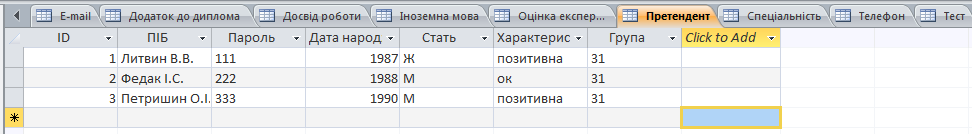 E-mail Додаток до диплома Досвід роботи Іноземна мова Оцінка експер... Претендент Спеціальність Телефон Тест
ID ПІБ Пароль Дата народ Стать Характерис Група Click to Add
1 Литвин В.В. 111 1987 Ж позитивна 31
2 Федак І.С. 222 1988 М ок 31
3 Петришин О.І. 333 1990 М позитивна 31